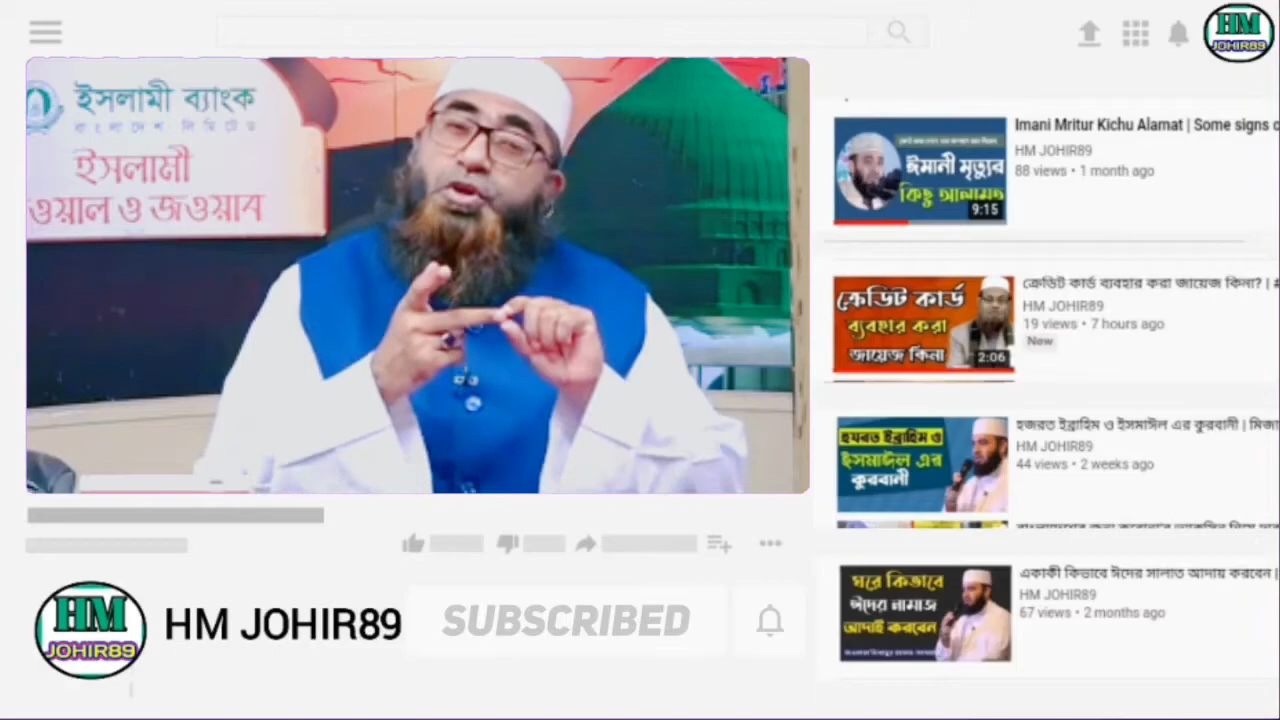 HM
JOHIR89
ইসলামী ব্যাংক
বাংলাদেশ লিমিটেড
ইসলামী
ওয়াল ও জওয়াব
HM
JOHIR89
HM JOHIR89
SUBSCRIBED
ঈমানী মৃত্যুর
কিছু আলামত
9:15
Imani Mritur Kichu Alamat | Some signs
HM JOHIR89
88 views • 1 month ago
ক্রেডিট কার্ড
ব্যবহার করা
জায়েজ কিনা
2:06
ক্রেডিট কার্ড ব্যবহার করা জায়েজ কিনা? | #
HM JOHIR89
19 views • 7 hours ago
New
হযরত ইব্রাহিম ও
ইসমাঈল এর
কুরবানী
হজরত ইব্রাহিম ও ইসমাঈল এর কুরবানী |
HM JOHIR89
44 views • 2 weeks ago
ঘরে কিভাবে
ঈদের নামাজ
আদাই করবেন
একাকী কিভাবে ঈদের সালাত আদায় করবেন |
HM JOHIR89
67 views • 2 months ago